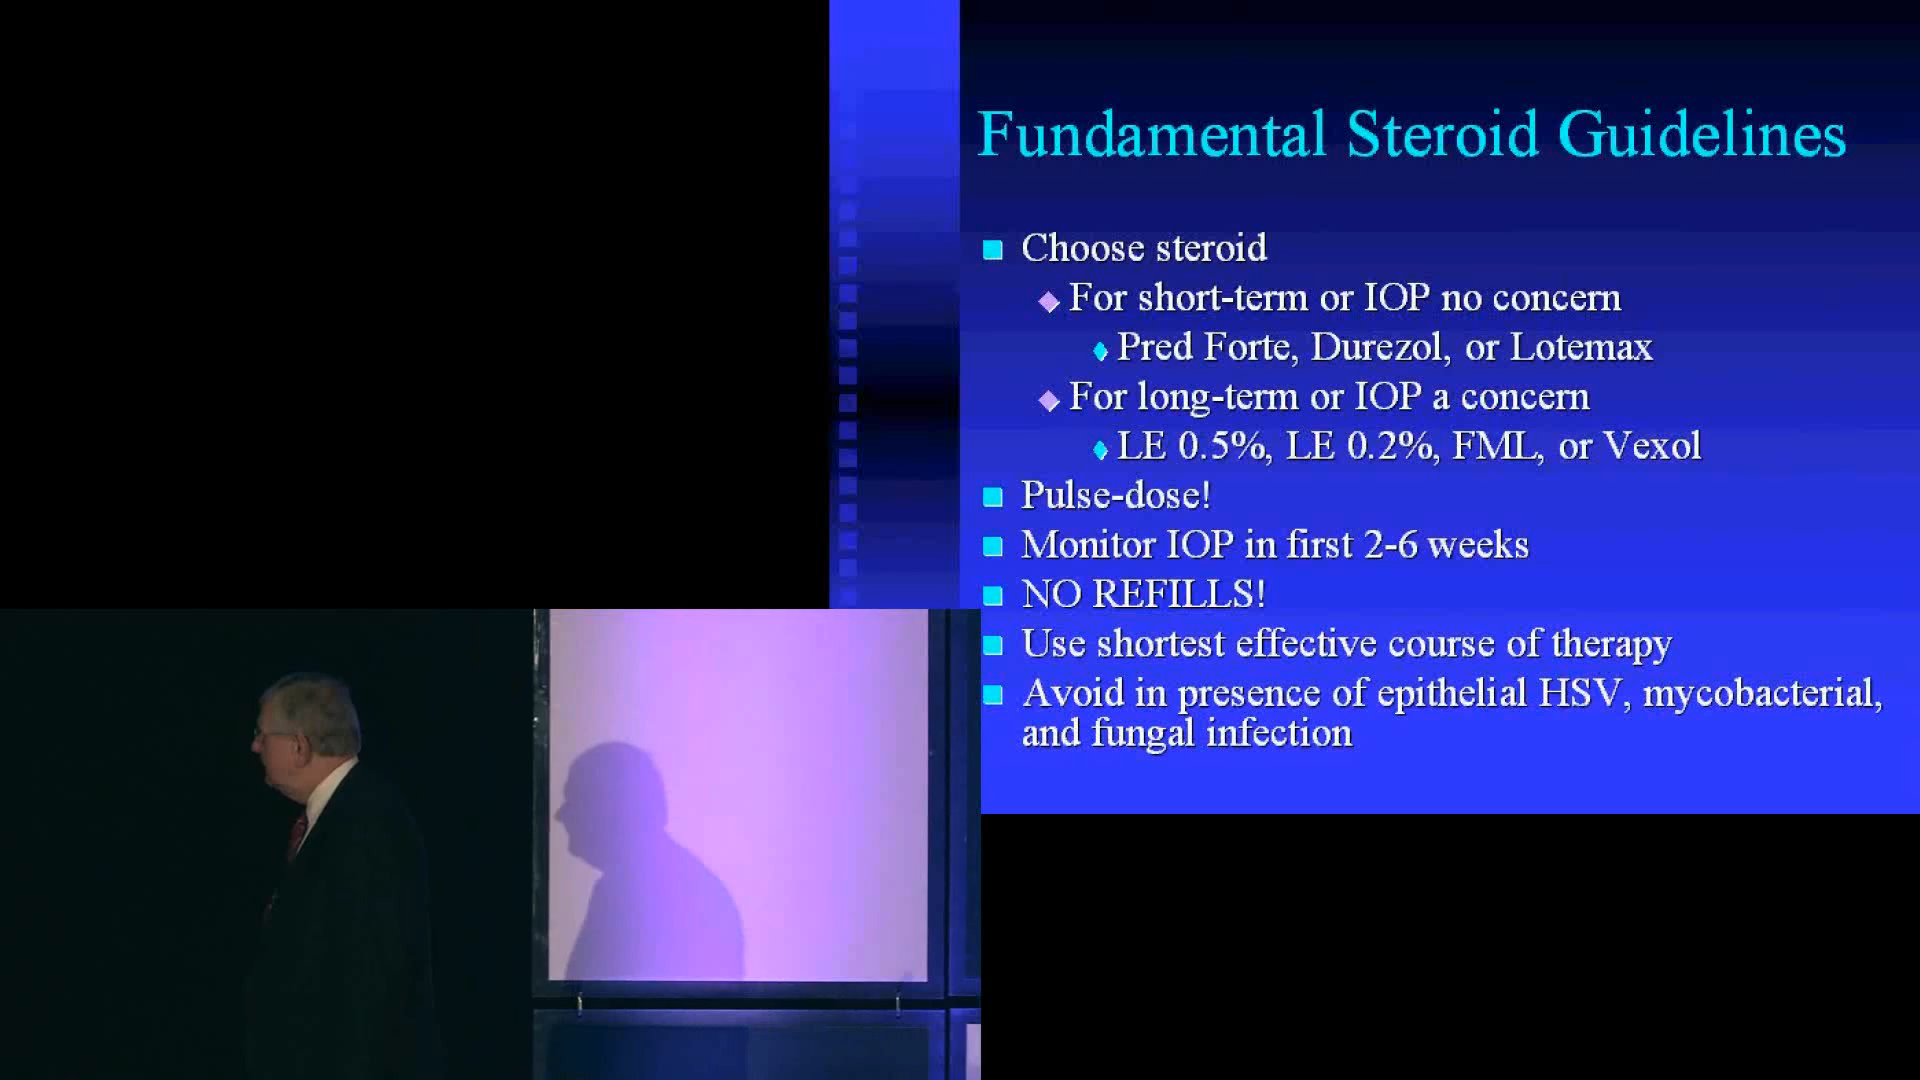 Fundamental Steroid Guidelines
Choose steroid
For short-term or IOP no concern
Pred Forte, Durezol, or Lotemax
For long-term or IOP a concern
LE 0.5%, LE 0.2%, FML, or Vexol
Pulse-dose!
Monitor IOP in first 2-6 weeks
NO REFILLS!
Use shortest effective course of therapy
Avoid in presence of epithelial HSV, mycobacterial,
and fungal infection